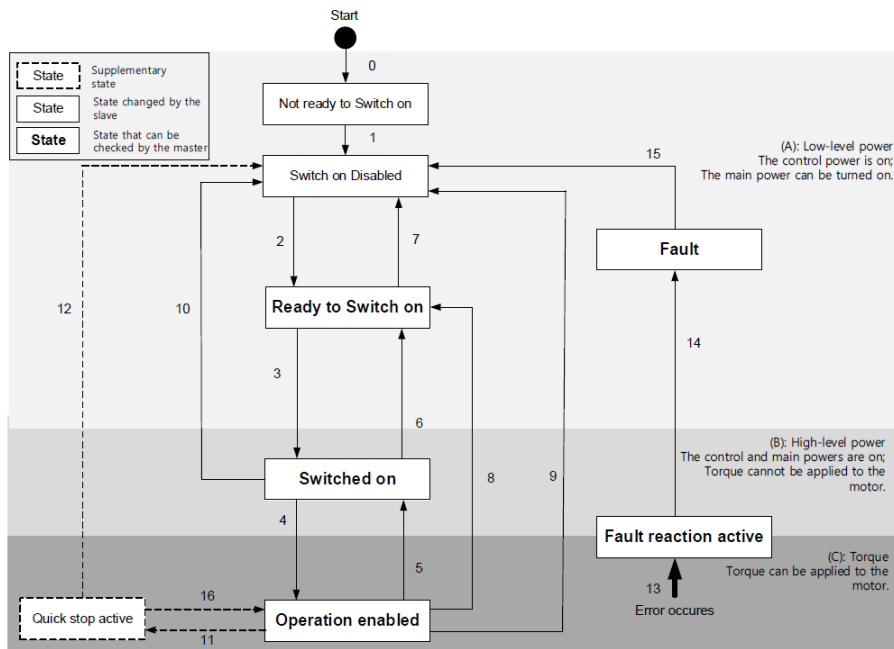 Start
0
State
Supplementary
state
State
State changed by the
slave
State
State that can be
checked by the master
Not ready to Switch on
1
Switch on Disabled
15
(A): Low-level power
The control power is on;
The main power can be turned on.
2
7
Fault
12
10
Ready to Switch on
14
3
6
(B): High-level power
The control and main powers are on;
Torque cannot be applied to the
motor.
Switched on
8
9
4
Fault reaction active
5
(C): Torque
Torque can be applied to the
motor.
13
Error occures
16
Quick stop active
Operation enabled
11